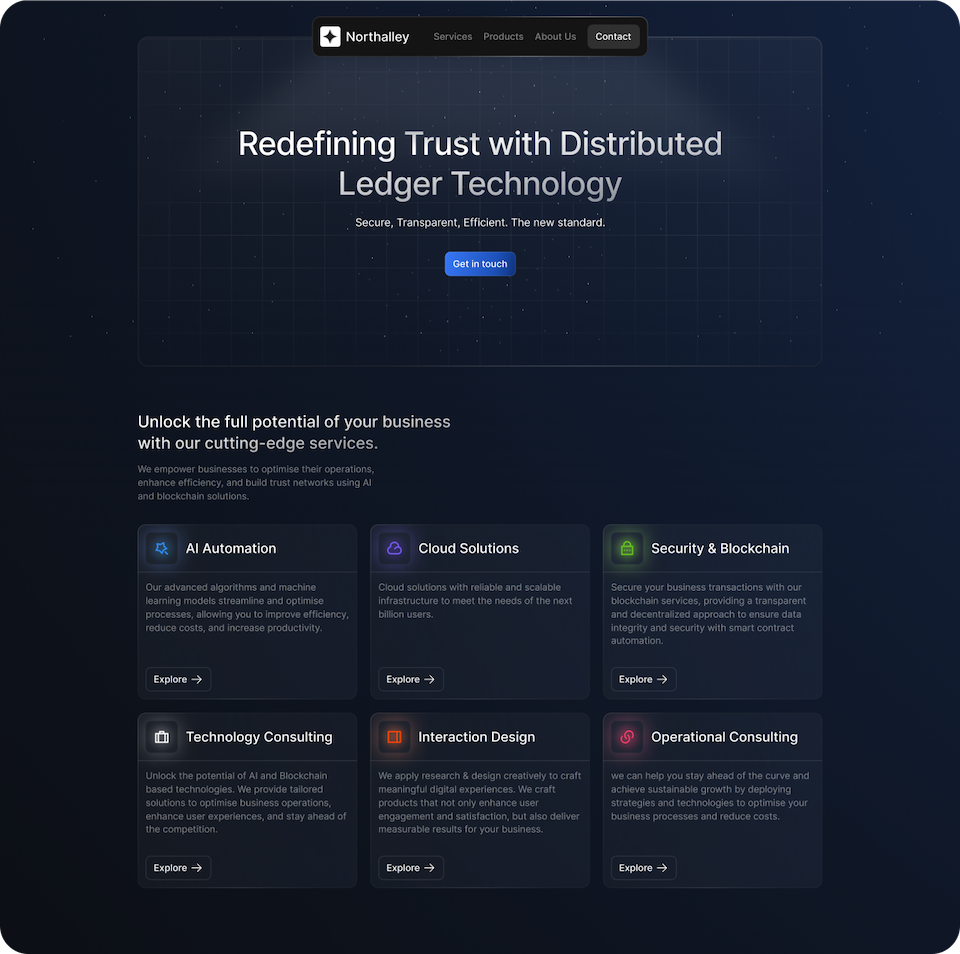 Northalley Services Products About Us Contact
Redefining Trust with Distributed
Ledger Technology
Secure, Transparent, Efficient. The new standard.
Get in touch
Unlock the full potential of your business
with our cutting-edge services.
We empower businesses to optimise their operations,
enhance efficiency, and build trust networks using AI
and blockchain solutions.
AI Automation
Our advanced algorithms and machine
learning models streamline and optimise
processes, allowing you to improve efficiency,
reduce costs, and increase productivity.
Explore →
Cloud Solutions
Cloud solutions with reliable and scalable
infrastructure to meet the needs of the next
billion users.
Explore →
Security & Blockchain
Secure your business transactions with our
blockchain services, providing a transparent
and decentralized approach to ensure data
integrity and security with smart contract
automation.
Explore →
Technology Consulting
Unlock the potential of AI and Blockchain
based technologies. We provide tailored
solutions to optimise business operations,
enhance user experiences, and stay ahead of
the competition.
Explore →
Interaction Design
We apply research & design creatively to craft
meaningful digital experiences. We craft
products that not only enhance user
engagement and satisfaction, but also deliver
measurable results for your business.
Explore →
Operational Consulting
we can help you stay ahead of the curve and
achieve sustainable growth by deploying
strategies and technologies to optimise your
business processes and reduce costs.
Explore →